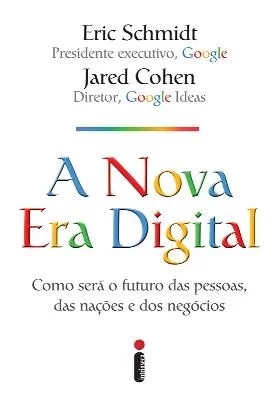 Eric Schmidt
Presidente executivo, Google
Jared Cohen
Diretor, Google Ideas
A Nova
Era Digital
Como será o futuro das pessoas,
das nações e dos negócios